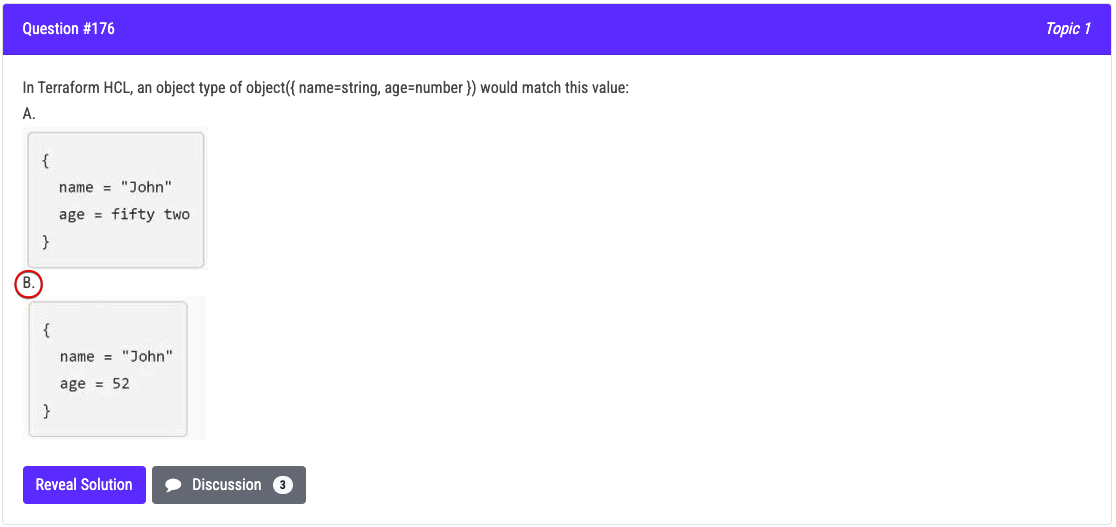 Question #176
Topic 1
In Terraform HCL, an object type of object({ name=string, age=number }) would match this value:
A.
{
name = "John"
age = fifty two
}
B.
{
name = "John"
age = 52
}
Reveal Solution
Discussion 3